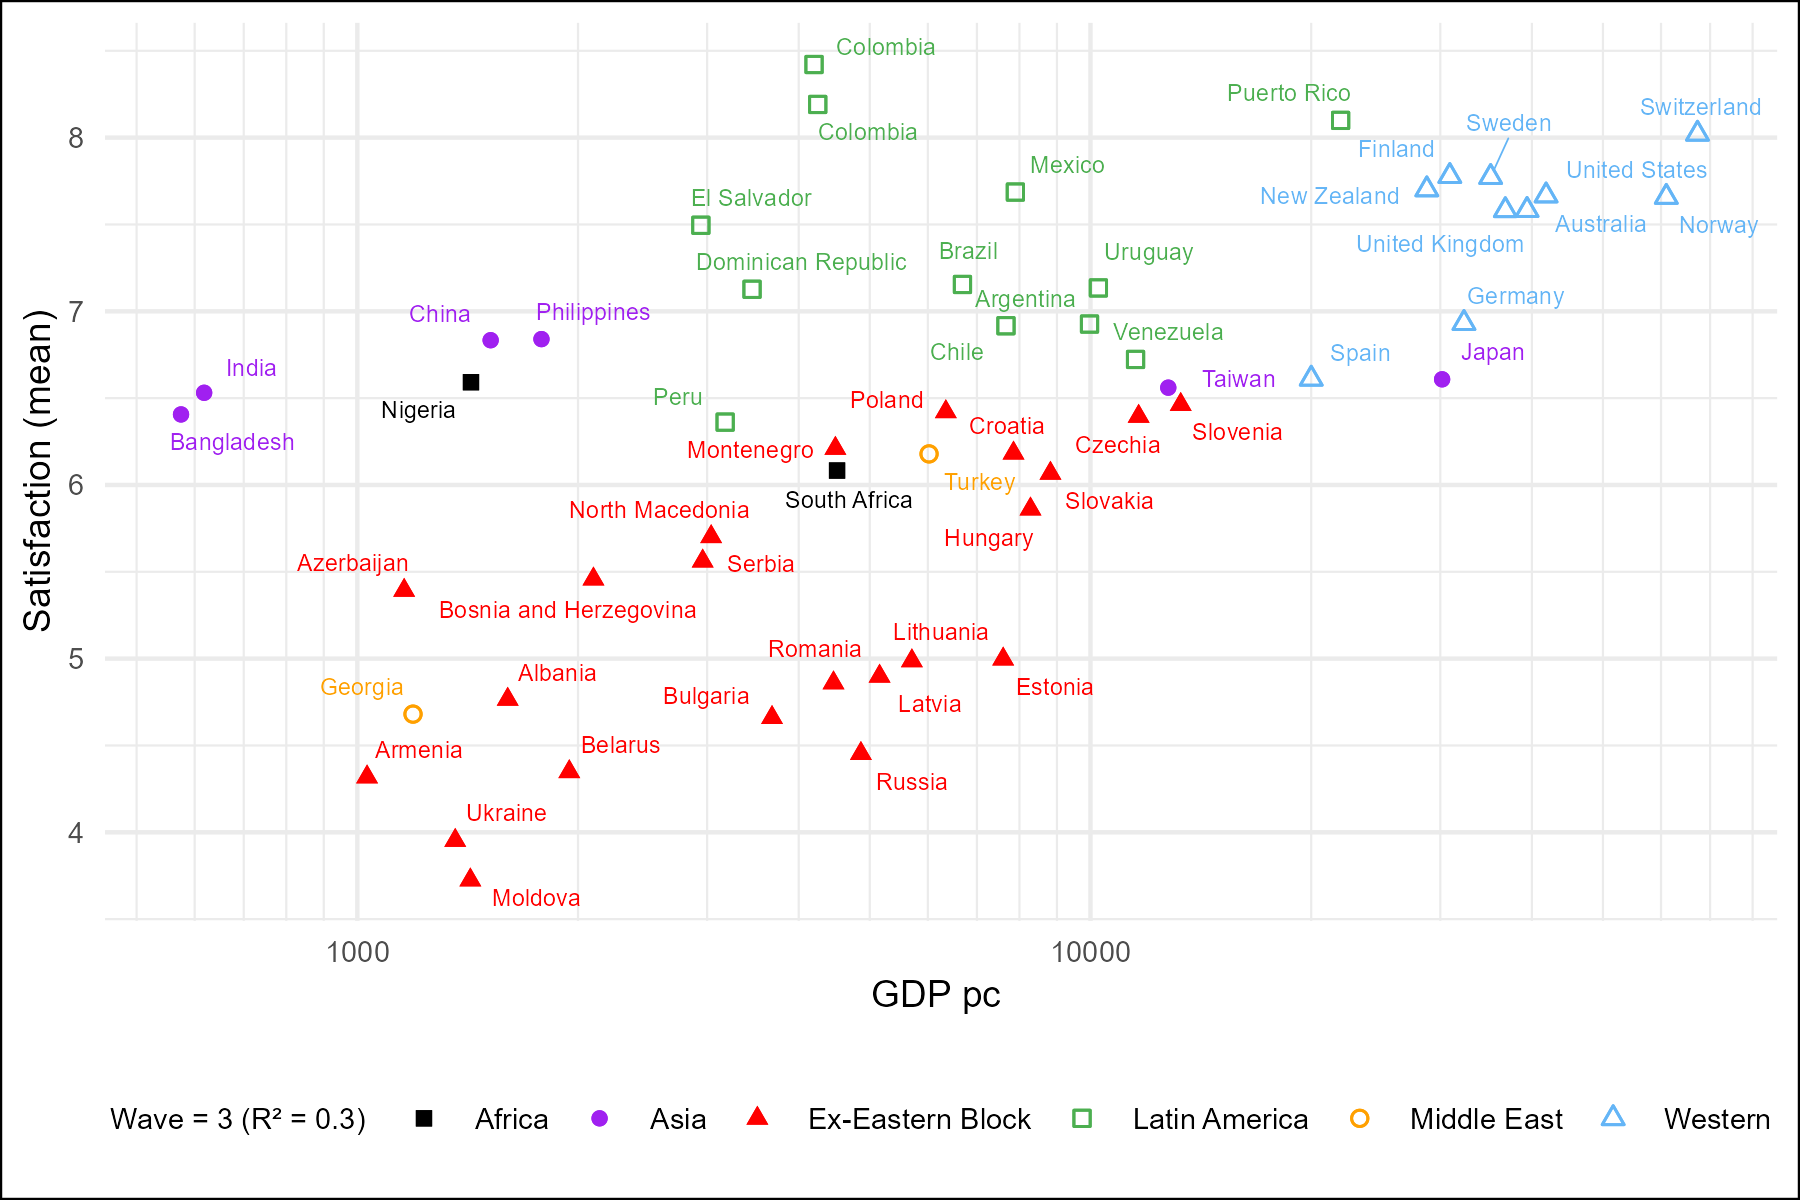 Colombia
Colombia
Puerto Rico
Switzerland
Sweden
Finland
Mexico
United States
New Zealand
El Salvador
Australia
Norway
United Kingdom
Brazil
Uruguay
Dominican Republic
Germany
Argentina
China
Philippines
Venezuela
Chile
Spain
Japan
India
Taiwan
Peru
Poland
Nigeria
Croatia
Slovenia
Bangladesh
Czechia
Montenegro
Turkey
South Africa
Slovakia
North Macedonia
Hungary
Azerbaijan
Serbia
Bosnia and Herzegovina
Lithuania
Romania
Albania
Georgia
Estonia
Bulgaria
Latvia
Armenia
Belarus
Russia
Ukraine
Moldova
8
7
6
5
4
Satisfaction (mean)
1000
10000
GDP pc
Wave = 3 (R² = 0.3)
Africa
Asia
Ex-Eastern Block
Latin America
Middle East
Western